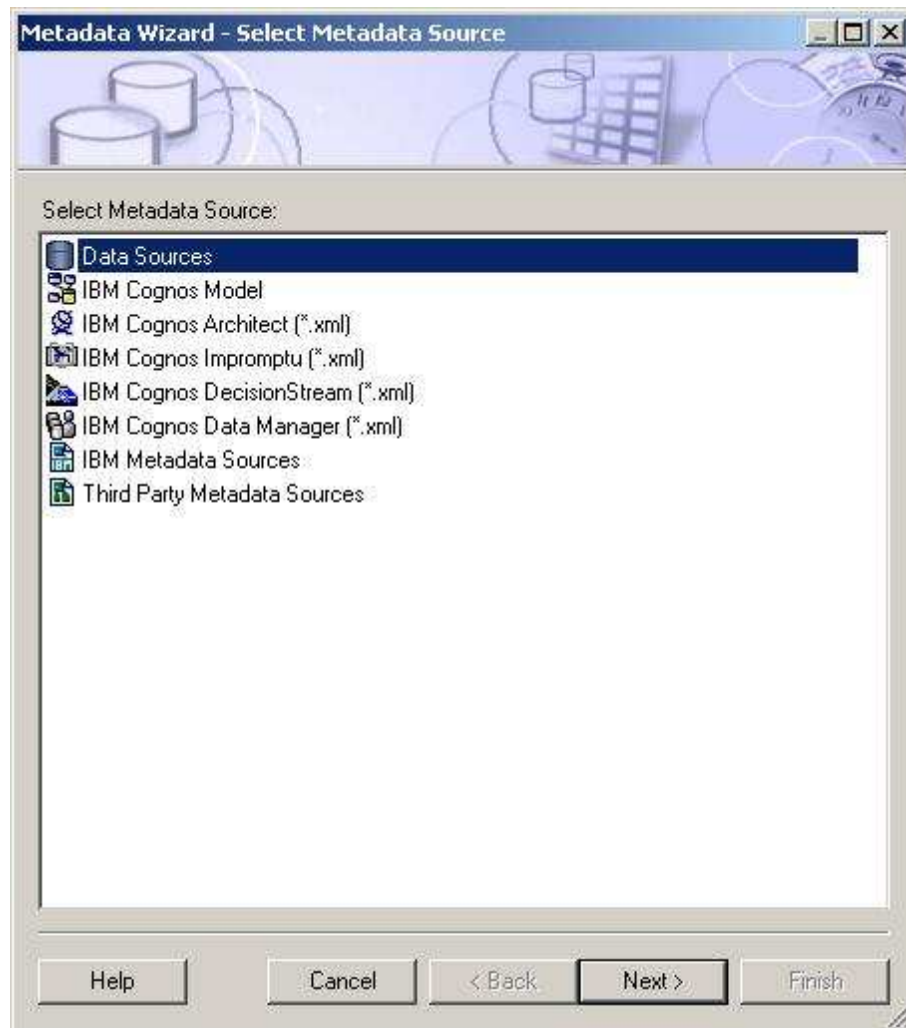 Metadata Wizard - Select Metadata Source
Select Metadata Source:
Data Sources
IBM Cognos Model
IBM Cognos Architect (*.xml)
IBM Cognos Impromptu (*.xml)
IBM Cognos DecisionStream (*.xml)
IBM Cognos Data Manager (*.xml)
IBM Metadata Sources
Third Party Metadata Sources
Help
Cancel
< Back
Next >
Finish